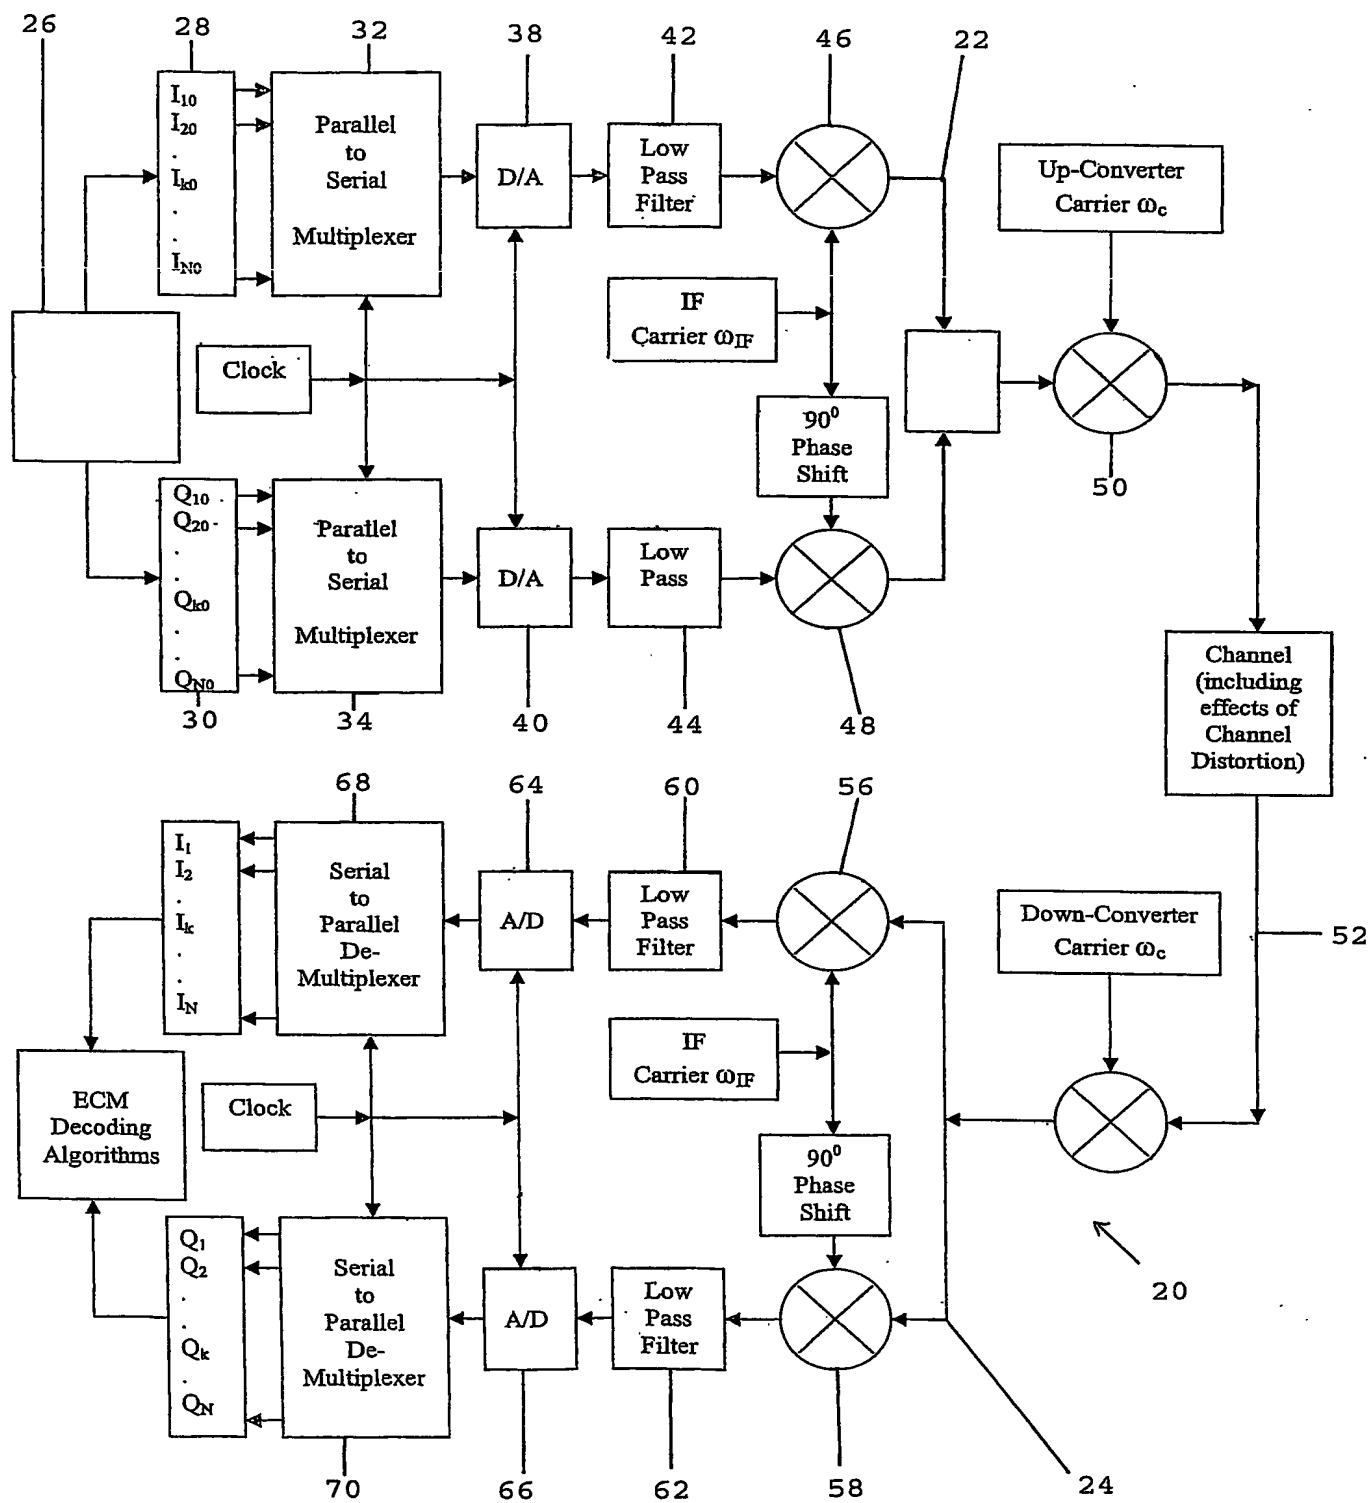 26
28
32
38
42
46
22
I10
I20
.
Ik0
.
.
IN0
Parallel
to
Serial
Multiplexer
D/A
Low
Pass
Filter
Up-Converter
Carrier ωc
IF
Carrier ωIF
Clock
90⁰
Phase
Shift
50
Q10
Q20
.
.
Qk0
.
.
QN0
Parallel
to
Serial
Multiplexer
D/A
Low
Pass
30
34
40
44
48
Channel
(including
effects of
Channel
Distortion)
68
64
60
56
I1
I2
.
Ik
.
.
IN
Serial
to
Parallel
De-
Multiplexer
A/D
Low
Pass
Filter
Down-Converter
Carrier ωc
52
IF
Carrier ωIF
ECM
Decoding
Algorithms
Clock
90⁰
Phase
Shift
20
Q1
Q2
.
.
Qk
.
QN
Serial
to
Parallel
De-
Multiplexer
A/D
Low
Pass
Filter
70
66
62
58
24